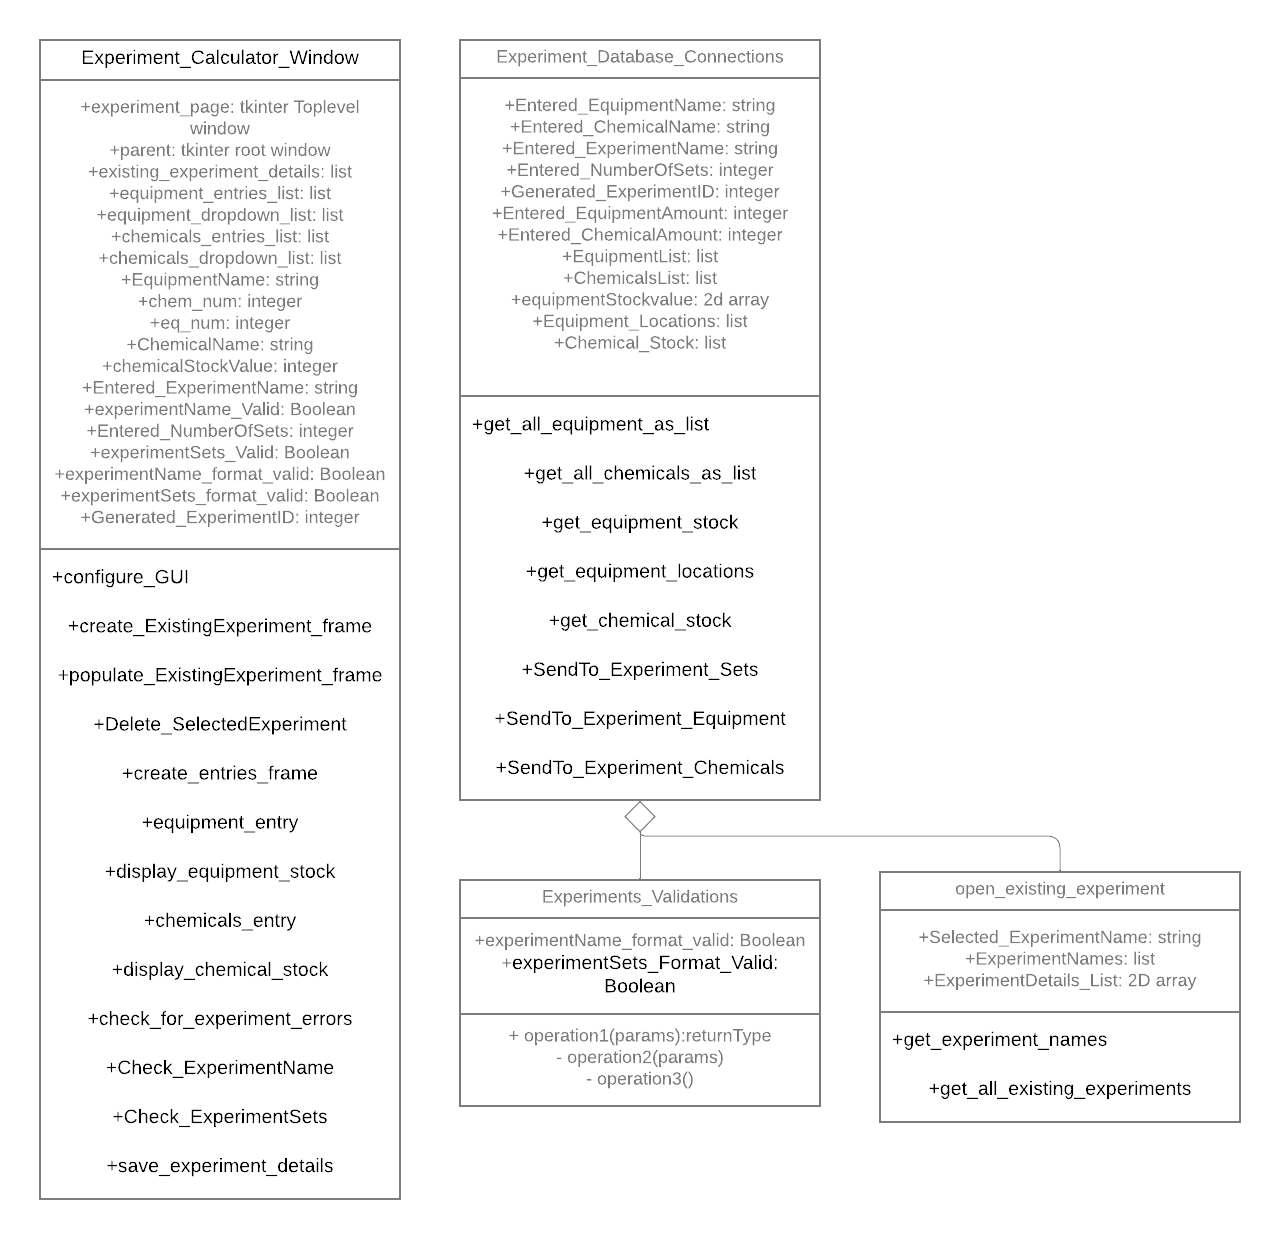 Experiment_Calculator_Window
+experiment_page: tkinter Toplevel
window
+parent: tkinter root window
+existing_experiment_details: list
+equipment_entries_list: list
+equipment_dropdown_list: list
+chemicals_entries_list: list
+chemicals_dropdown_list: list
+EquipmentName: string
+chem_num: integer
+eq_num: integer
+ChemicalName: string
+chemicalStockValue: integer
+Entered_ExperimentName: string
+experimentName_Valid: Boolean
+Entered_NumberOfSets: integer
+experimentSets_Valid: Boolean
+experimentName_format_valid: Boolean
+experimentSets_format_valid: Boolean
+Generated_ExperimentID: integer
+configure_GUI
+create_ExistingExperiment_frame
+populate_ExistingExperiment_frame
+Delete_SelectedExperiment
+create_entries_frame
+equipment_entry
+display_equipment_stock
+chemicals_entry
+display_chemical_stock
+check_for_experiment_errors
+Check_ExperimentName
+Check_ExperimentSets
+save_experiment_details
Experiment_Database_Connections
+Entered_EquipmentName: string
+Entered_ChemicalName: string
+Entered_ExperimentName: string
+Entered_NumberOfSets: integer
+Generated_ExperimentID: integer
+Entered_EquipmentAmount: integer
+Entered_ChemicalAmount: integer
+EquipmentList: list
+ChemicalsList: list
+equipmentStockvalue: 2d array
+Equipment_Locations: list
+Chemical_Stock: list
+get_all_equipment_as_list
+get_all_chemicals_as_list
+get_equipment_stock
+get_equipment_locations
+get_chemical_stock
+SendTo_Experiment_Sets
+SendTo_Experiment_Equipment
+SendTo_Experiment_Chemicals
Experiments_Validations
+experimentName_format_valid: Boolean
+experimentSets_Format_Valid:
Boolean
+ operation1(params):returnType
- operation2(params)
- operation3()
open_existing_experiment
+Selected_ExperimentName: string
+ExperimentNames: list
+ExperimentDetails_List: 2D array
+get_experiment_names
+get_all_existing_experiments